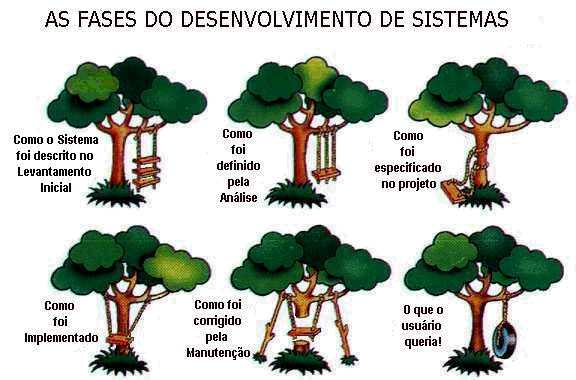 AS FASES DO DESENVOLVIMENTO DE SISTEMAS
Como o Sistema
foi descrito no
Levantamento
Inicial
Como
foi
definido
pela
Análise
Como
foi
especificado
no projeto
Como
foi
Implementado
Como foi
corrigido
pela
Manutenção
O que o
usuário
queria!